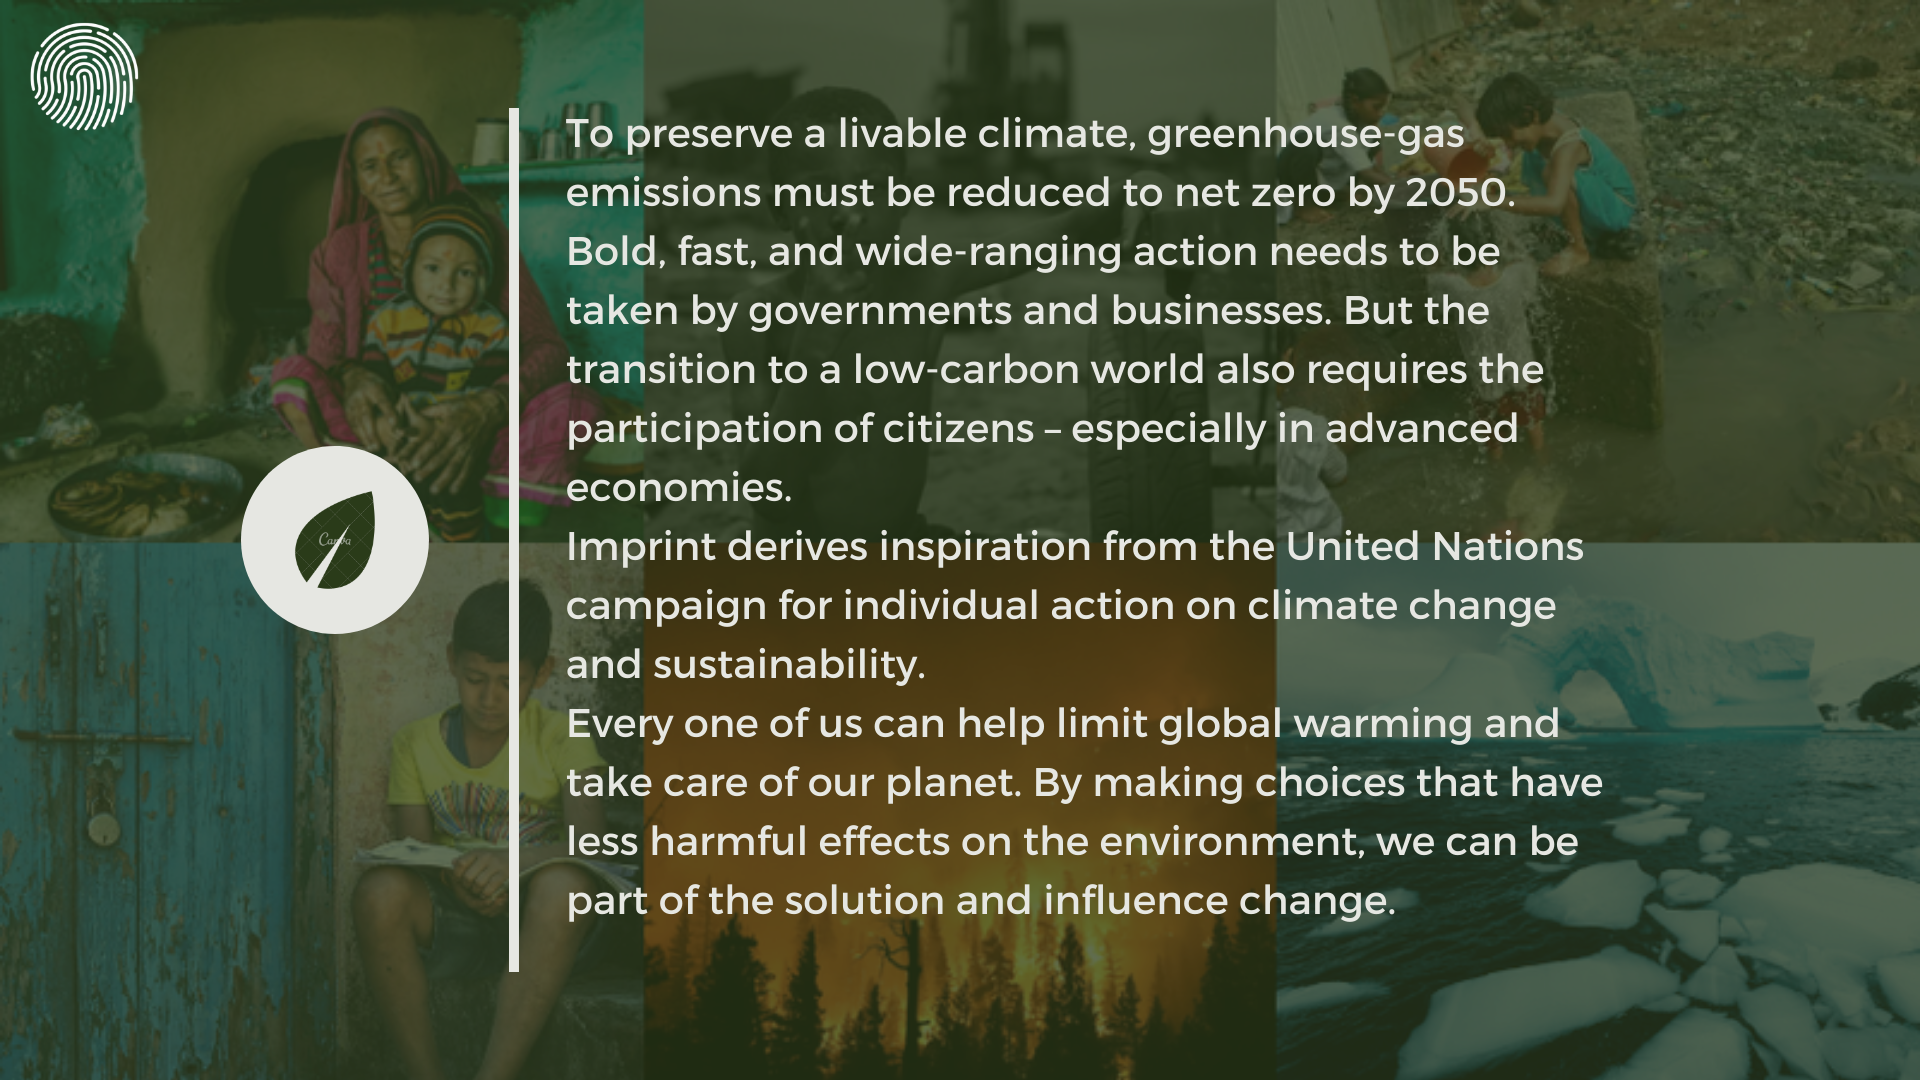 To preserve a livable climate, greenhouse-gas
emissions must be reduced to net zero by 2050.
Bold, fast, and wide-ranging action needs to be
taken by governments and businesses. But the
transition to a low-carbon world also requires the
participation of citizens – especially in advanced
economies.
Imprint derives inspiration from the United Nations
campaign for individual action on climate change
and sustainability.
Every one of us can help limit global warming and
take care of our planet. By making choices that have
less harmful effects on the environment, we can be
part of the solution and influence change.
Canva